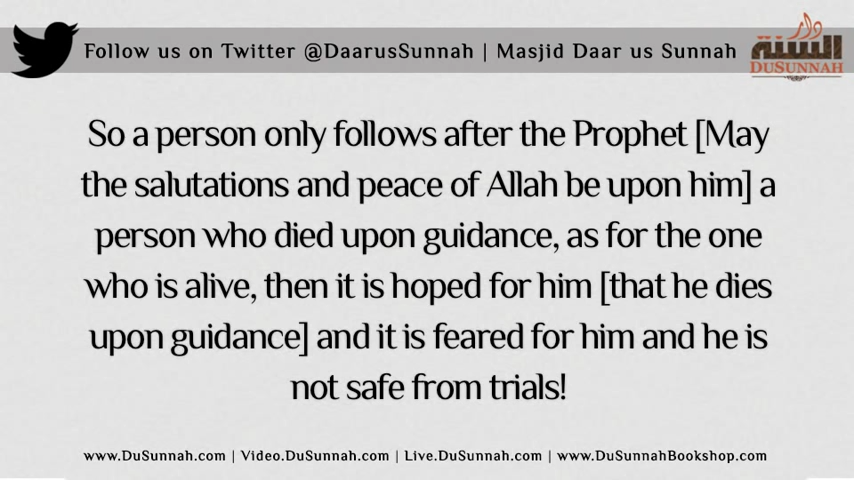 Follow us on Twitter @DaarusSunnah | Masjid Daar us Sunnah
دار
السنة
DUSUNNAH
So a person only follows after the Prophet [May
the salutations and peace of Allah be upon him] a
person who died upon guidance, as for the one
who is alive, then it is hoped for him [that he dies
upon guidance] and it is feared for him and he is
not safe from trials!
www.DuSunnah.com | Video.DuSunnah.com | Live.DuSunnah.com | www.DuSunnahBookshop.com